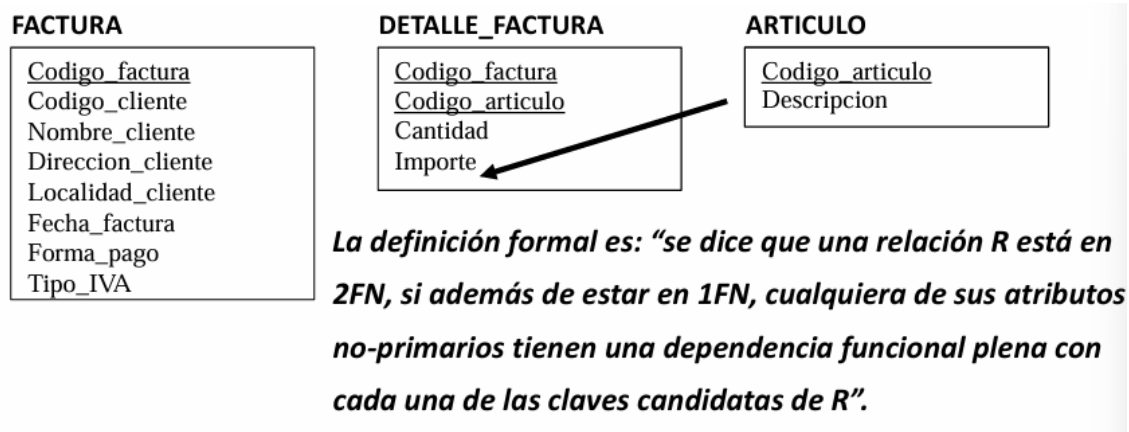 FACTURA
Codigo_factura
Codigo_cliente
Nombre_cliente
Direccion_cliente
Localidad_cliente
Fecha_factura
Forma_pago
Tipo_IVA
DETALLE_FACTURA
Codigo_factura
Codigo_articulo
Cantidad
Importe
ARTICULO
Codigo_articulo
Descripcion
La definición formal es: “se dice que una relación R está en
2FN, si además de estar en 1FN, cualquiera de sus atributos
no-primarios tienen una dependencia funcional plena con
cada una de las claves candidatas de R”.